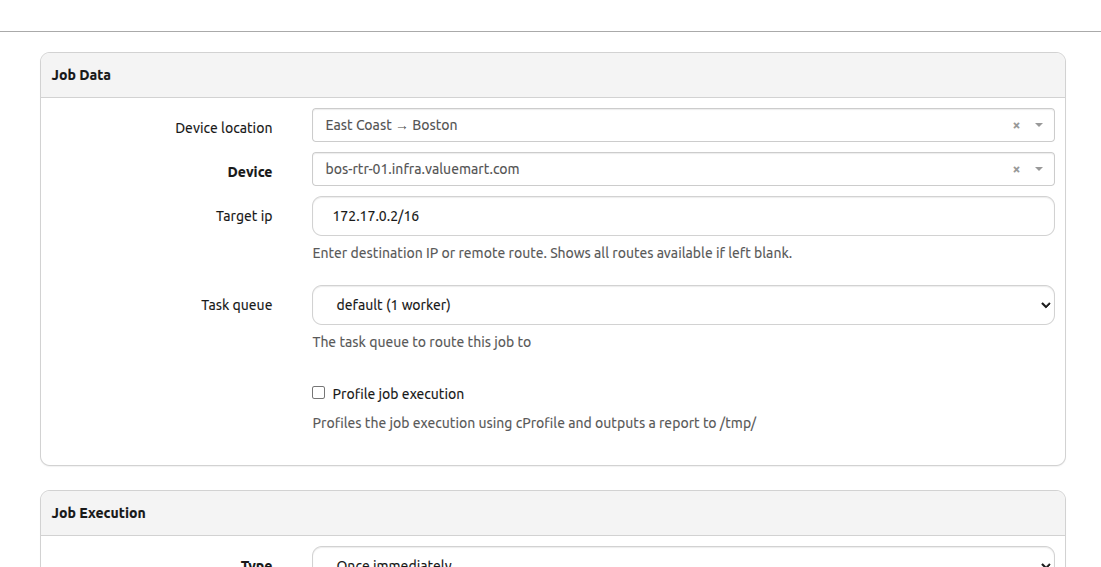 Job Data
Device location
East Coast → Boston
Device
bos-rtr-01.infra.valuemart.com
Target ip
172.17.0.2/16
Enter destination IP or remote route. Shows all routes available if left blank.
Task queue
default (1 worker)
The task queue to route this job to
Profile job execution
Profiles the job execution using cProfile and outputs a report to /tmp/
Job Execution
Type
Once immediately